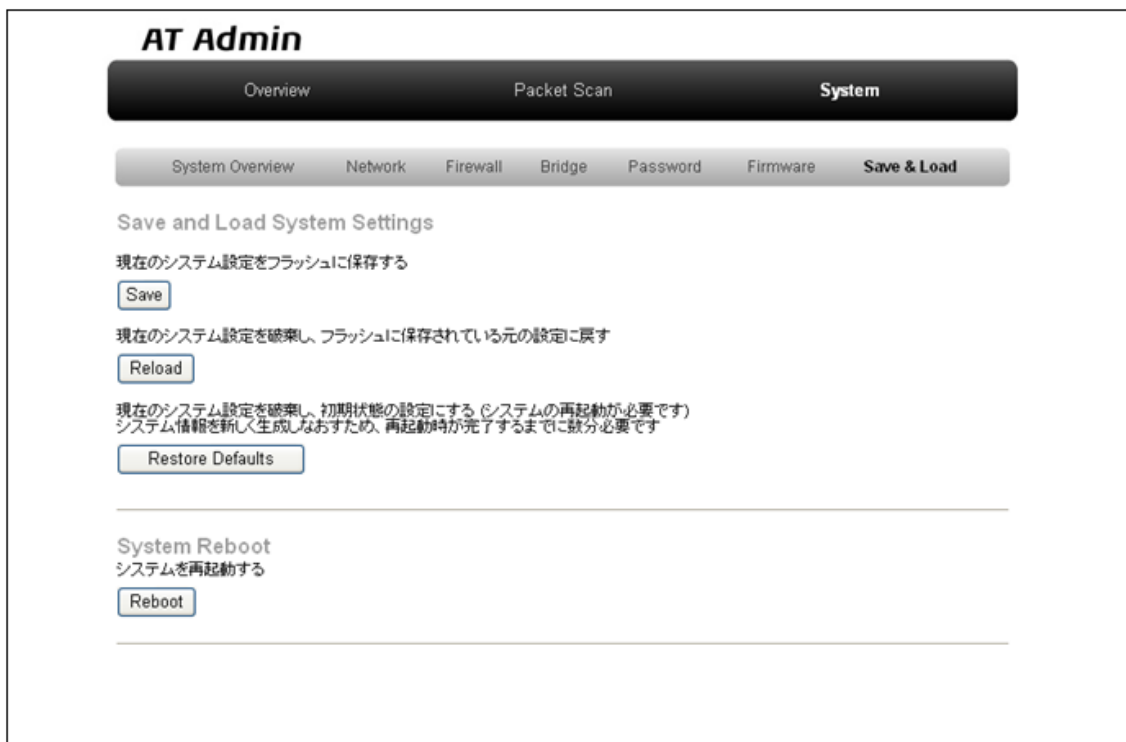 AT Admin
Overview Packet Scan System
System Overview Network Firewall Bridge Password Firmware Save & Load
Save and Load System Settings
現在のシステム設定をフラッシュに保存する
Save
現在のシステム設定を破棄し、フラッシュに保存されている元の設定に戻す
Reload
現在のシステム設定を破棄し、初期状態の設定にする (システムの再起動が必要です)
システム情報を新しく生成しなおすため、再起動時が完了するまでに数分必要です
Restore Defaults
System Reboot
システムを再起動する
Reboot